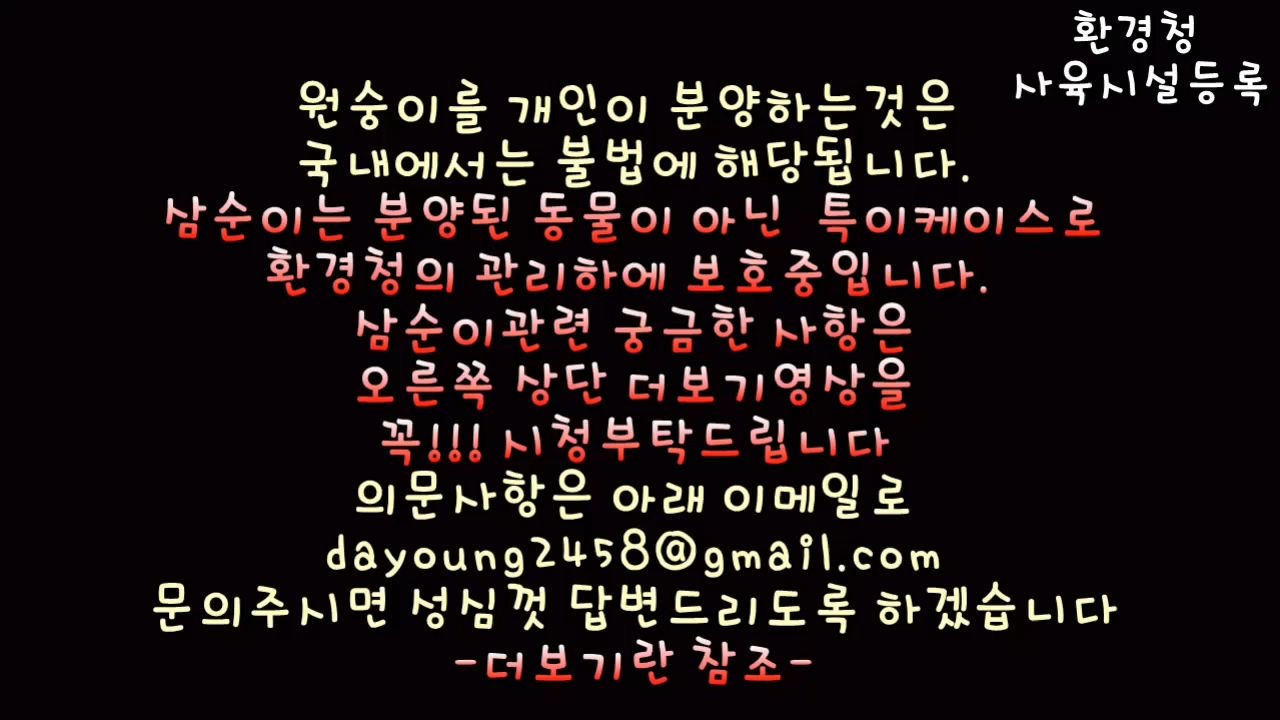 환경청
사육시설등록
원숭이를 개인이 분양하는것은
국내에서는 불법에 해당됩니다.
삼순이는 분양된 동물이 아닌 특이케이스로
환경청의 관리하에 보호중입니다.
삼순이관련 궁금한 사항은
오른쪽 상단 더보기영상을
꼭!!! 시청부탁드립니다
의문사항은 아래 이메일로
dayoung2458@gmail.com
문의주시면 성심껏 답변드리도록 하겠습니다
-더보기란 참조-